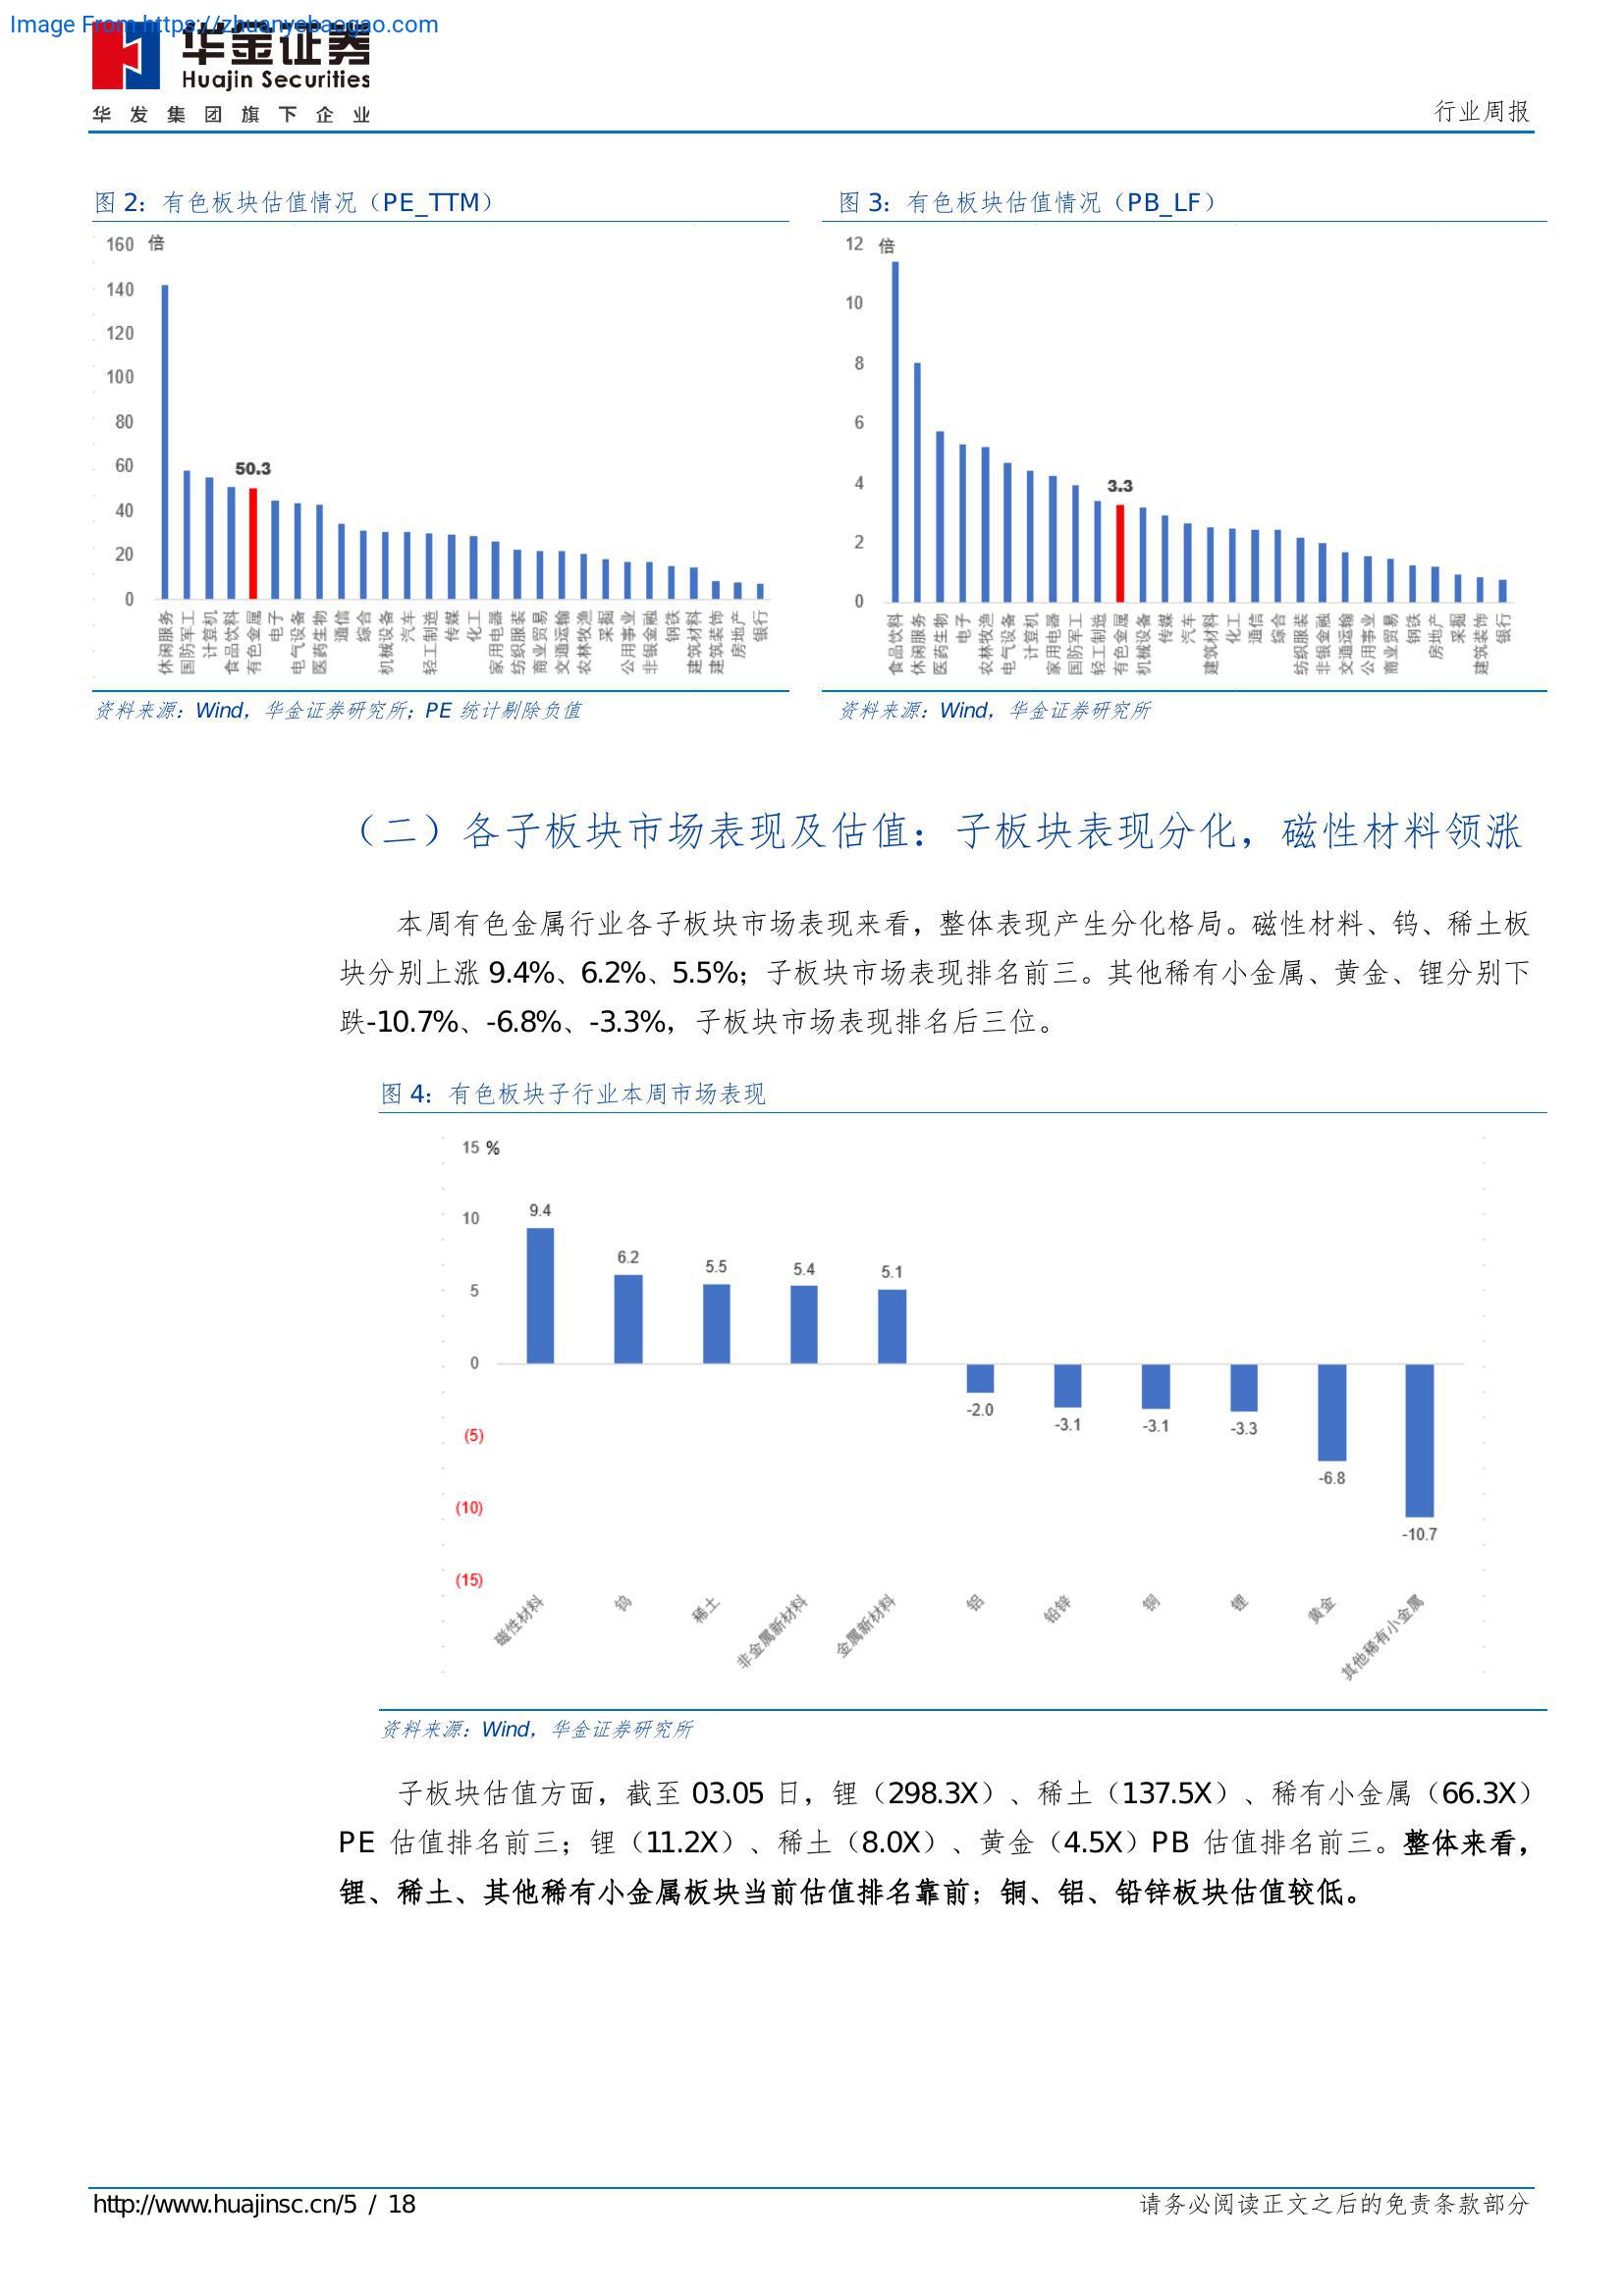 Image From https://zhuanyebaogao.com
华金证券
Huajin Securities
华发集团旗下企业
行业周报
图 2：有色板块估值情况（PE_TTM）
160 倍
140
120
100
80
60
40
20
0
50.3
休闲服务 国防军工 计算机 食品饮料 有色金属 电子 电气设备 医药生物 通信 综合 机械设备 汽车 轻工制造 传媒 化工 家用电器 纺织服装 商业贸易 交通运输 农林牧渔 采掘 公用事业 非银金融 钢铁 建筑材料 建筑装饰 房地产 银行
资料来源：Wind，华金证券研究所；PE 统计剔除负值
图 3：有色板块估值情况（PB_LF）
12 倍
10
8
6
4
2
0
3.3
食品饮料 休闲服务 医药生物 电子 农林牧渔 电气设备 计算机 家用电器 国防军工 轻工制造 有色金属 机械设备 传媒 汽车 建筑材料 化工 通信 综合 纺织服装 非银金融 交通运输 公用事业 商业贸易 钢铁 房地产 采掘 建筑装饰 银行
资料来源：Wind，华金证券研究所
（二）各子板块市场表现及估值：子板块表现分化，磁性材料领涨
本周有色金属行业各子板块市场表现来看，整体表现产生分化格局。磁性材料、钨、稀土板
块分别上涨 9.4%、6.2%、5.5%；子板块市场表现排名前三。其他稀有小金属、黄金、锂分别下
跌-10.7%、-6.8%、-3.3%，子板块市场表现排名后三位。
图 4：有色板块子行业本周市场表现
15 %
10
5
0
(5)
(10)
(15)
9.4 6.2 5.5 5.4 5.1 -2.0 -3.1 -3.1 -3.3 -6.8 -10.7
磁性材料 钨 稀土 非金属新材料 金属新材料 铝 铅锌 铜 锂 黄金 其他稀有小金属
资料来源：Wind，华金证券研究所
子板块估值方面，截至 03.05 日，锂（298.3X）、稀土（137.5X）、稀有小金属（66.3X）
PE 估值排名前三；锂（11.2X）、稀土（8.0X）、黄金（4.5X）PB 估值排名前三。整体来看，
锂、稀土、其他稀有小金属板块当前估值排名靠前；铜、铝、铅锌板块估值较低。
http://www.huajinsc.cn/5 / 18
请务必阅读正文之后的免责条款部分